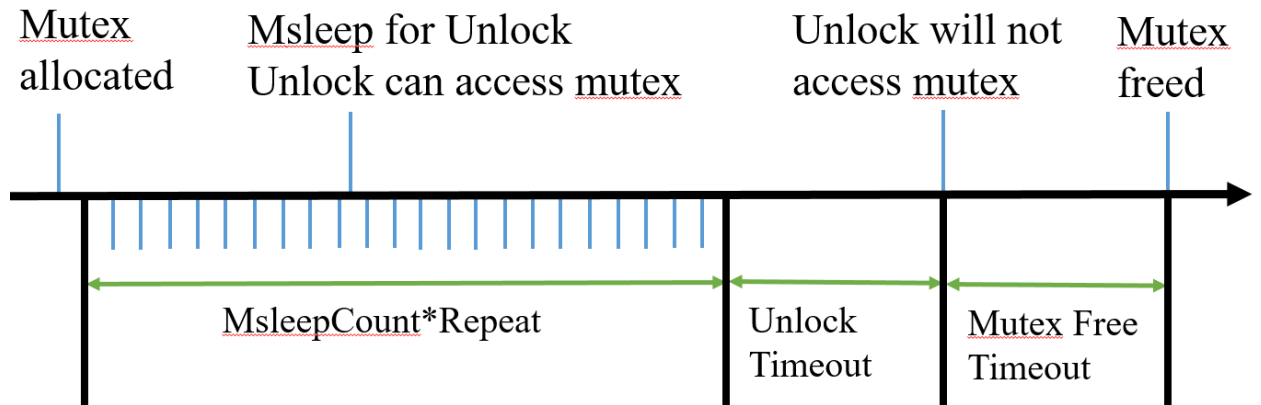 Mutex
allocated
Msleep for Unlock
Unlock can access mutex
Unlock will not
access mutex
Mutex
freed
MsleepCount*Repeat
Unlock
Timeout
Mutex Free
Timeout